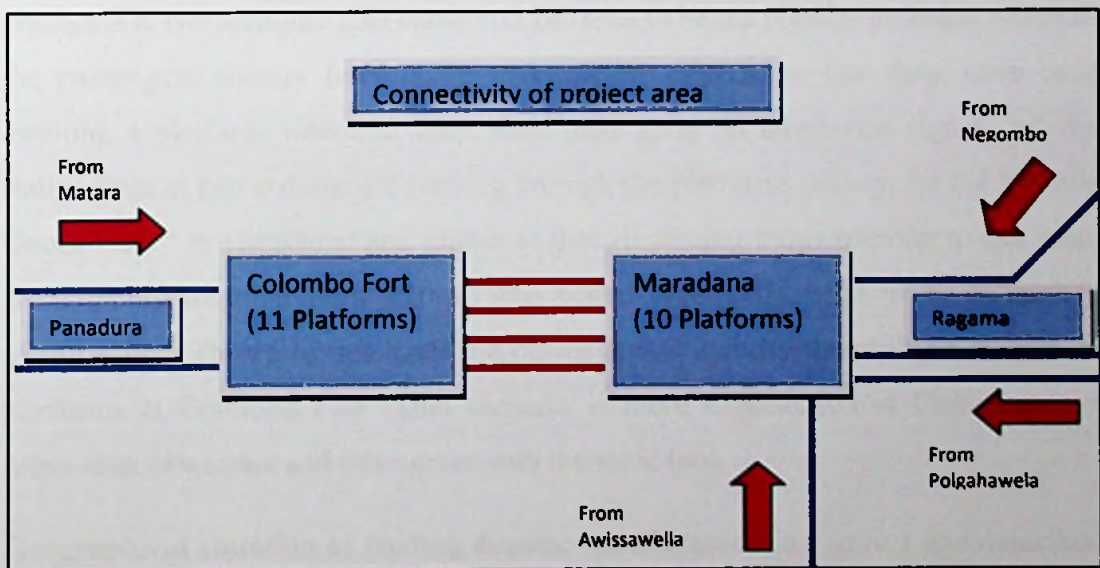 Connectivity of project area
From
Negombo
From
Matara
Colombo Fort
(11 Platforms)
Maradana
(10 Platforms)
Panadura
Ragama
From
Polgahawela
From
Awissawella